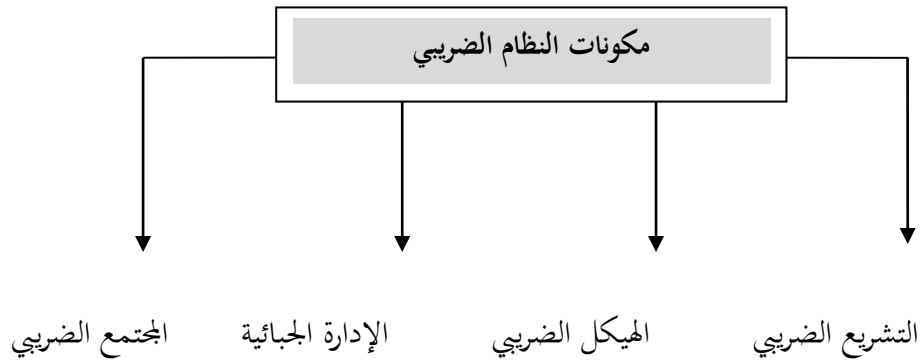 مكونات النظام الضريبي
التشريع الضريبي الهيكل الضريبي الإدارة الجبائية المجتمع الضريبي